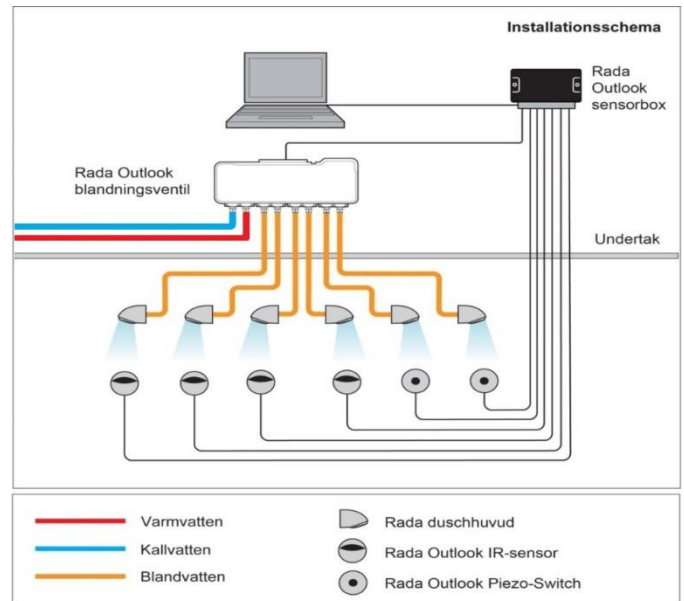 Installationsschema
Rada
Outlook
sensorbox
Rada Outlook
blandningsventil
Undertak
Varmvatten
Kallvatten
Blandvatten
Rada duschhuvud
Rada Outlook IR-sensor
Rada Outlook Piezo-Switch